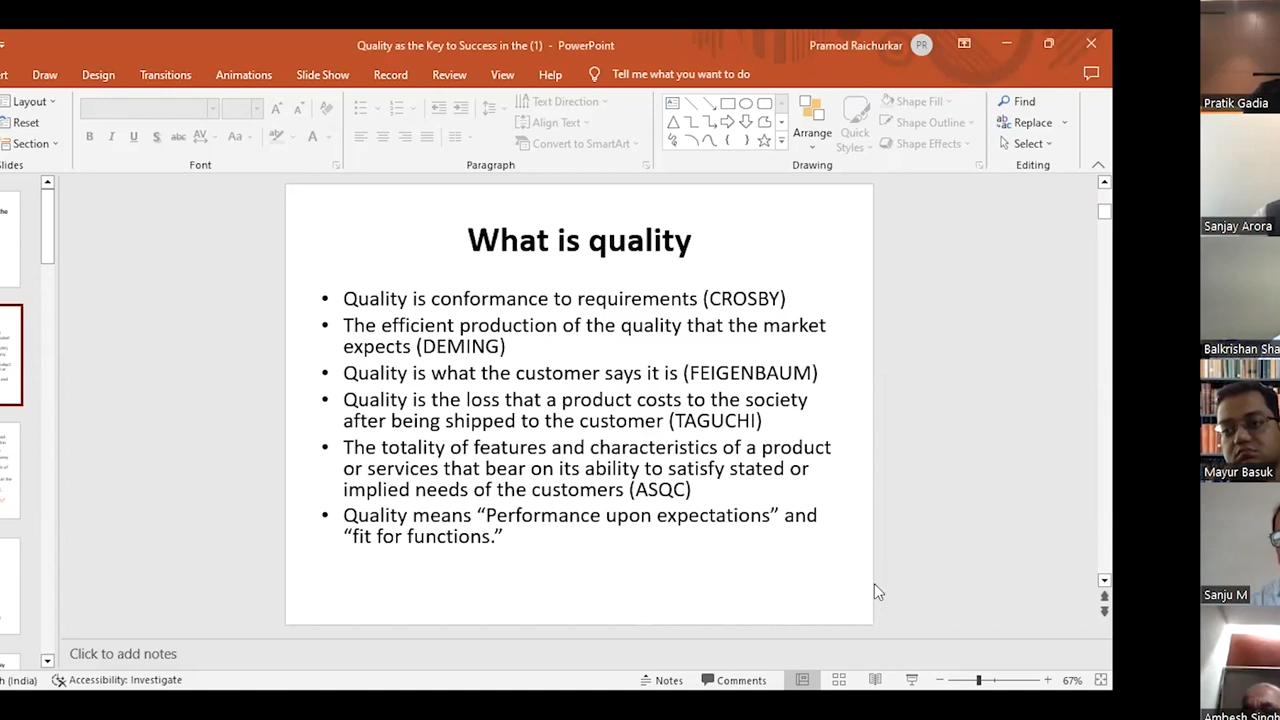 Quality as the Key to Success in the (1) - PowerPoint
Pramod Raichurkar
PR
Draw Design Transitions Animations Slide Show Record Review View Help Tell me what you want to do
Layout
Reset
Section
Font
Text Direction
Align Text
Convert to SmartArt
Paragraph
Arrange
Quick
Styles
Shape Fill
Shape Outline
Shape Effects
Drawing
Find
Replace
Select
Editing
What is quality
• Quality is conformance to requirements (CROSBY)
• The efficient production of the quality that the market
expects (DEMING)
• Quality is what the customer says it is (FEIGENBAUM)
• Quality is the loss that a product costs to the society
after being shipped to the customer (TAGUCHI)
• The totality of features and characteristics of a product
or services that bear on its ability to satisfy stated or
implied needs of the customers (ASQC)
• Quality means “Performance upon expectations” and
“fit for functions.”
Click to add notes
(India) Accessibility: Investigate
Notes Comments 67%
Pratik Gadia
Sanjay Arora
Balkrishan Sha
Mayur Basuk
Sanju M
Ambesh Singh